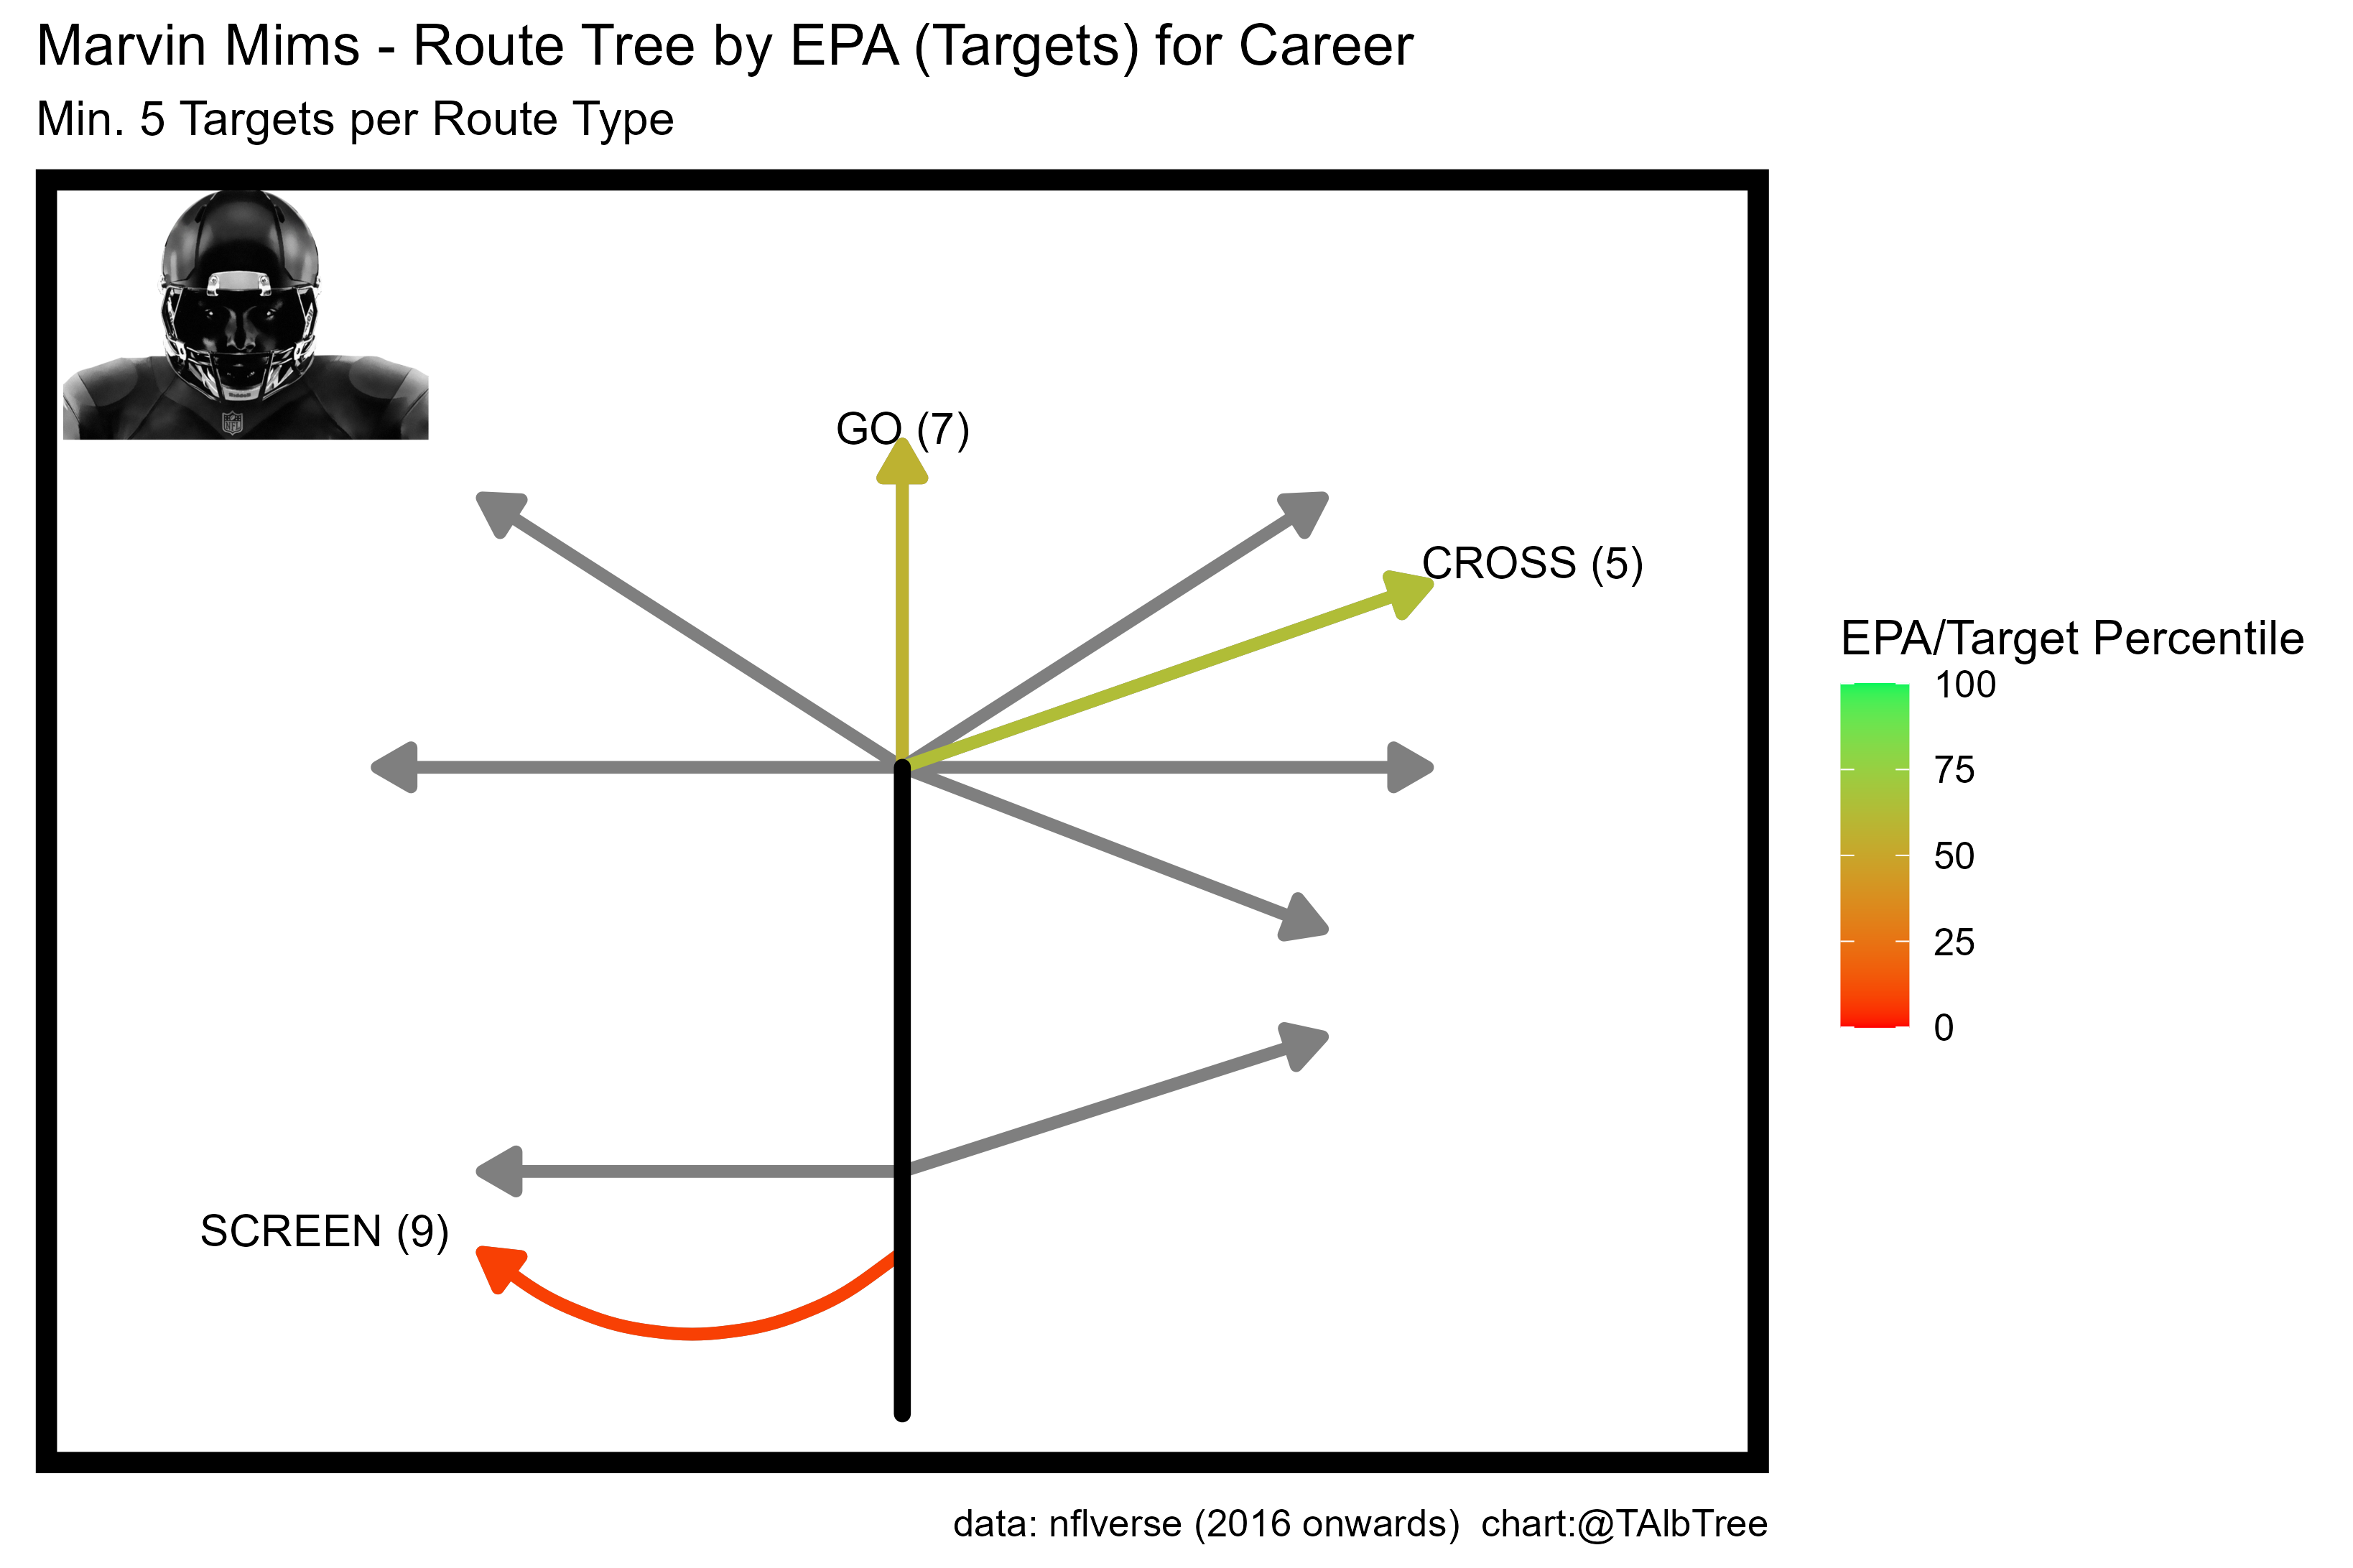 Marvin Mims - Route Tree by EPA (Targets) for Career
Min. 5 Targets per Route Type
GO (7)
CROSS (5)
SCREEN (9)
EPA/Target Percentile
100
75
50
25
0
data: nflverse (2016 onwards)  chart:@TAlbTree